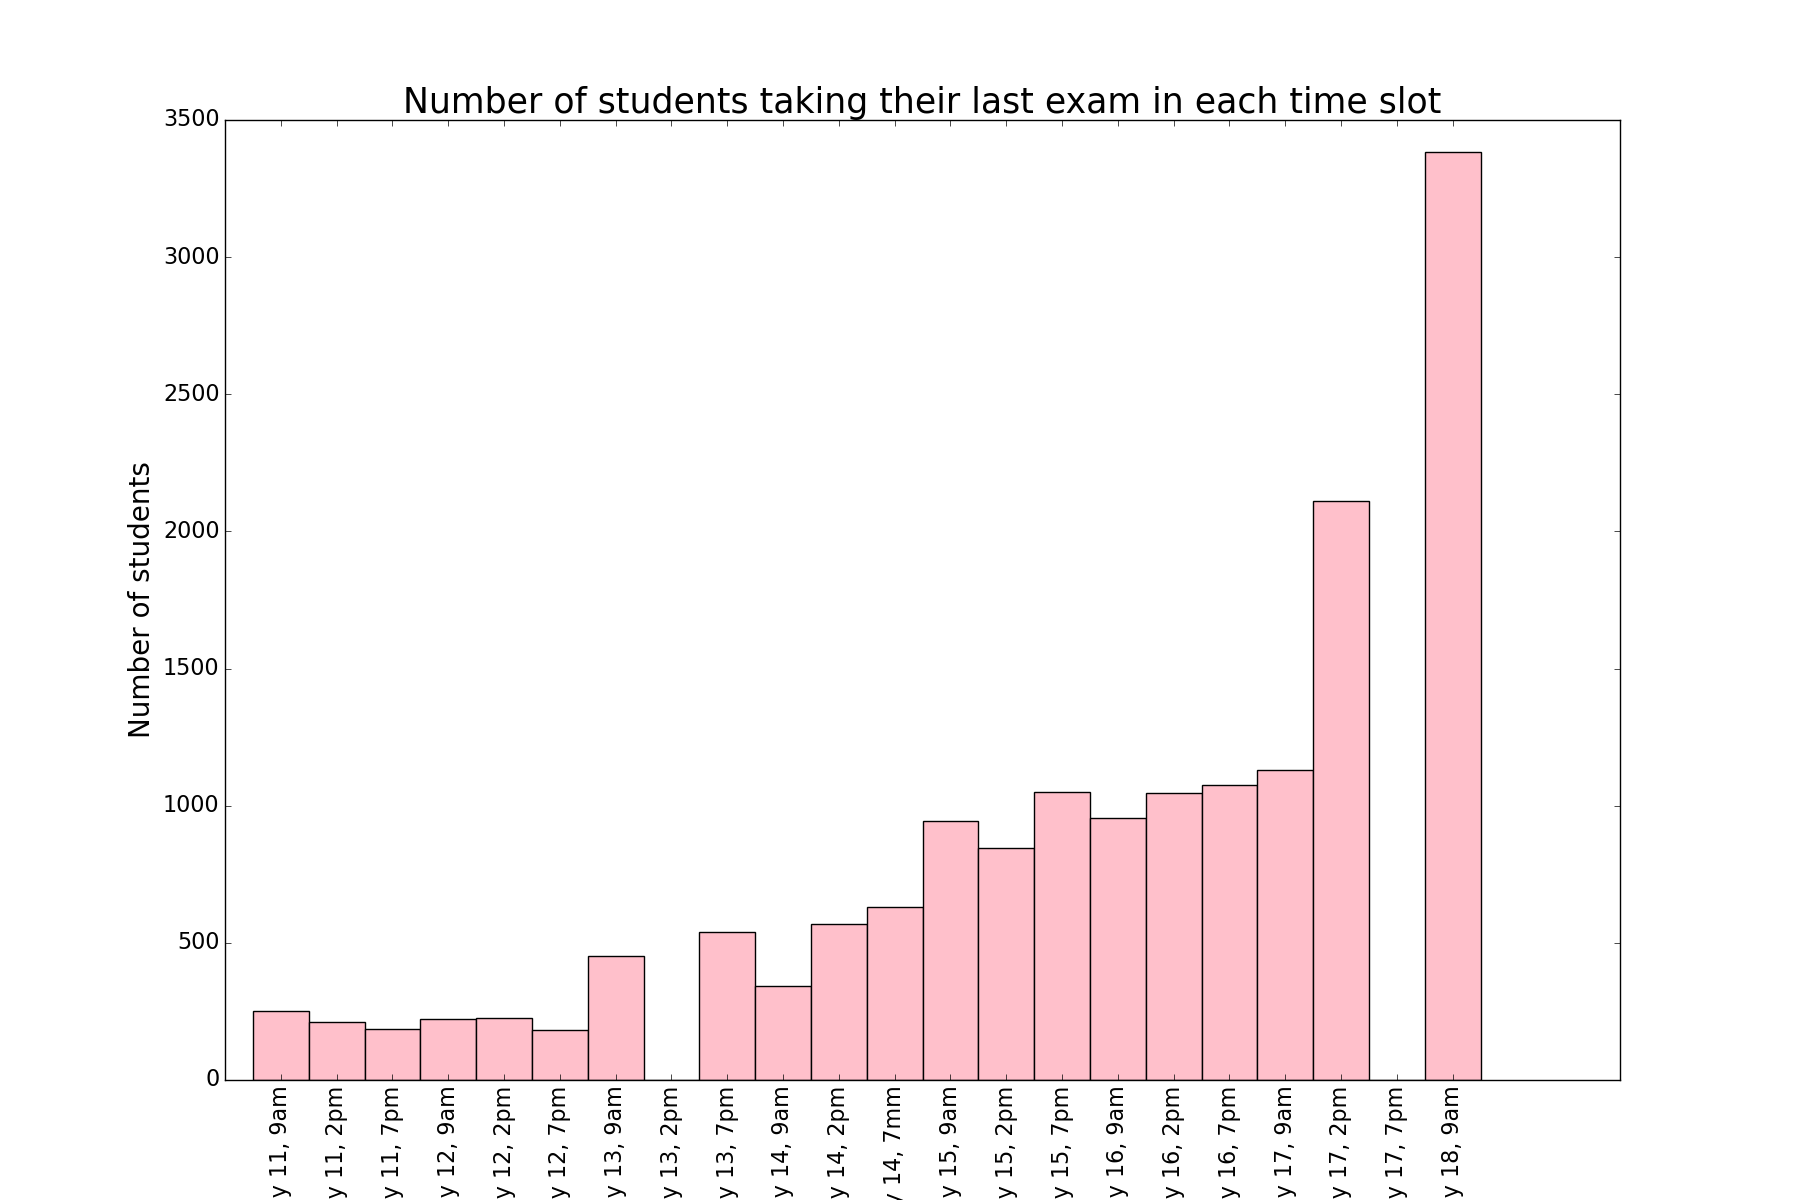 Number of students taking their last exam in each time slot
3500
3000
2500
2000
1500
1000
500
0
Number of students
y 11, 9am
y 11, 2pm
y 11, 7pm
y 12, 9am
y 12, 2pm
y 12, 7pm
y 13, 9am
y 13, 2pm
y 13, 7pm
y 14, 9am
y 14, 2pm
y 14, 7mm
y 15, 9am
y 15, 2pm
y 15, 7pm
y 16, 9am
y 16, 2pm
y 16, 7pm
y 17, 9am
y 17, 2pm
y 17, 7pm
y 18, 9am